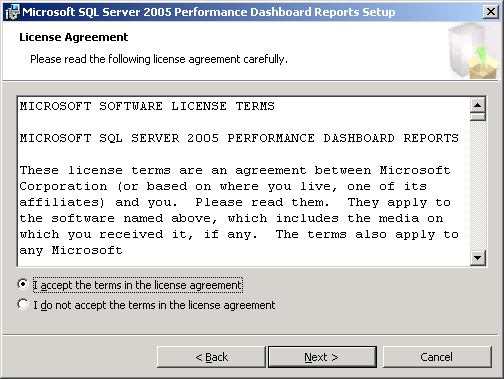 Microsoft SQL Server 2005 Performance Dashboard Reports Setup
License Agreement
Please read the following license agreement carefully.
MICROSOFT SOFTWARE LICENSE TERMS
MICROSOFT SQL SERVER 2005 PERFORMANCE DASHBOARD REPORTS
These license terms are an agreement between Microsoft
Corporation (or based on where you live, one of its
affiliates) and you.  Please read them.  They apply to
the software named above, which includes the media on
which you received it, if any.  The terms also apply to
any Microsoft
I accept the terms in the license agreement
I do not accept the terms in the license agreement
< Back
Next >
Cancel